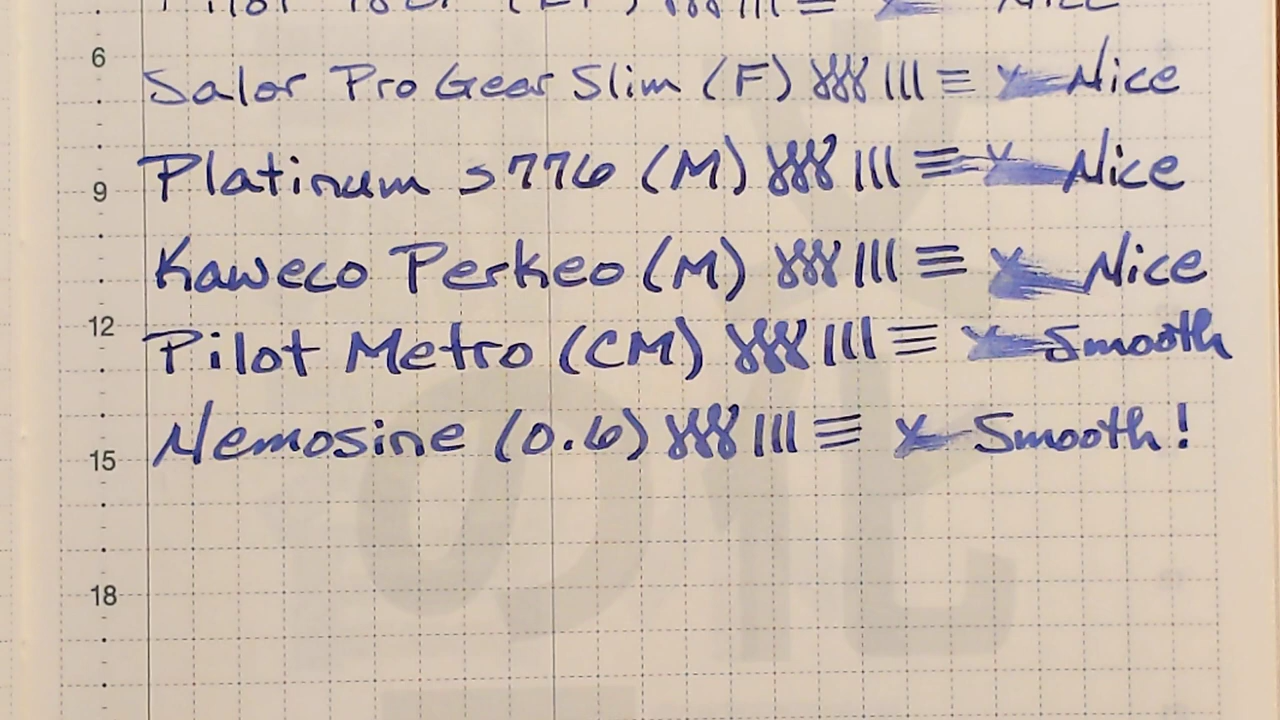 6
Salor Pro Gear Slim (F) Nice
Platinum s776 (M) Nice
9
Kaweco Perkeo (M) Nice
12
Pilot Metro (CM) Smooth
Nemosine (0.6) Smooth!
15
18